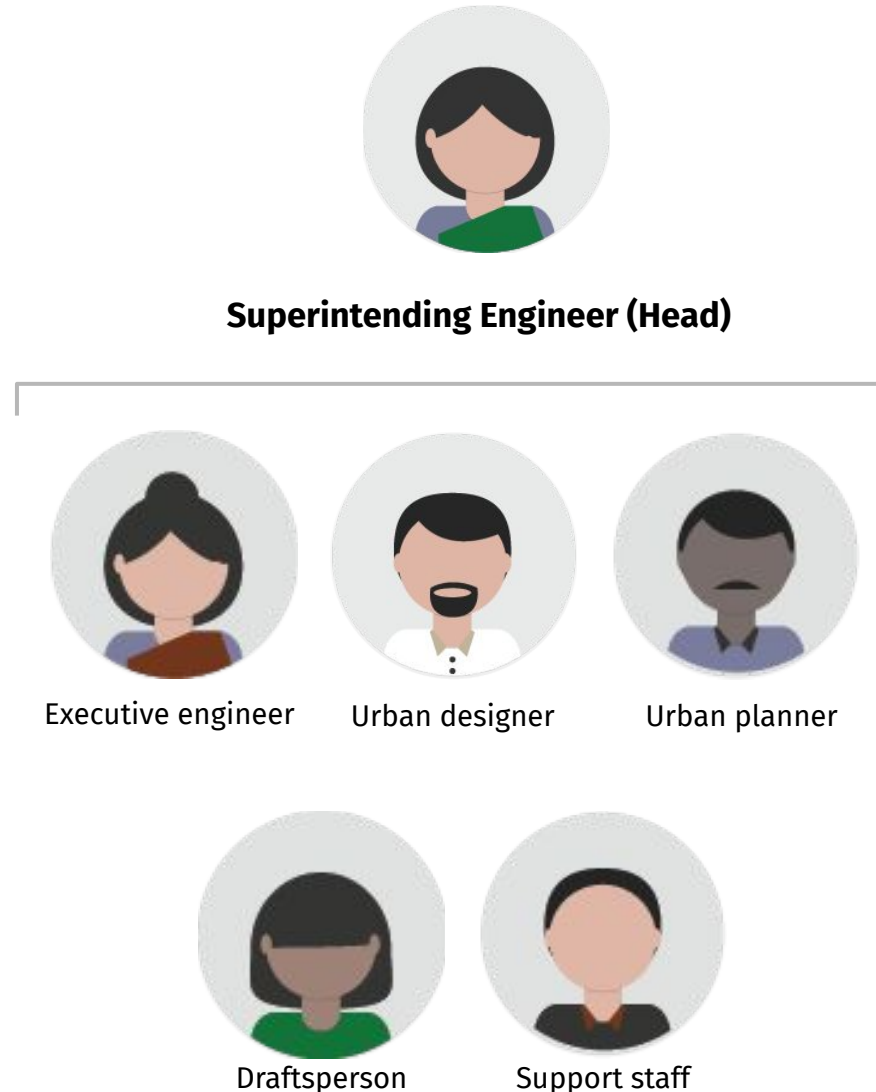 Superintending Engineer (Head)
Executive engineer
Urban designer
Urban planner
Draftsperson
Support staff